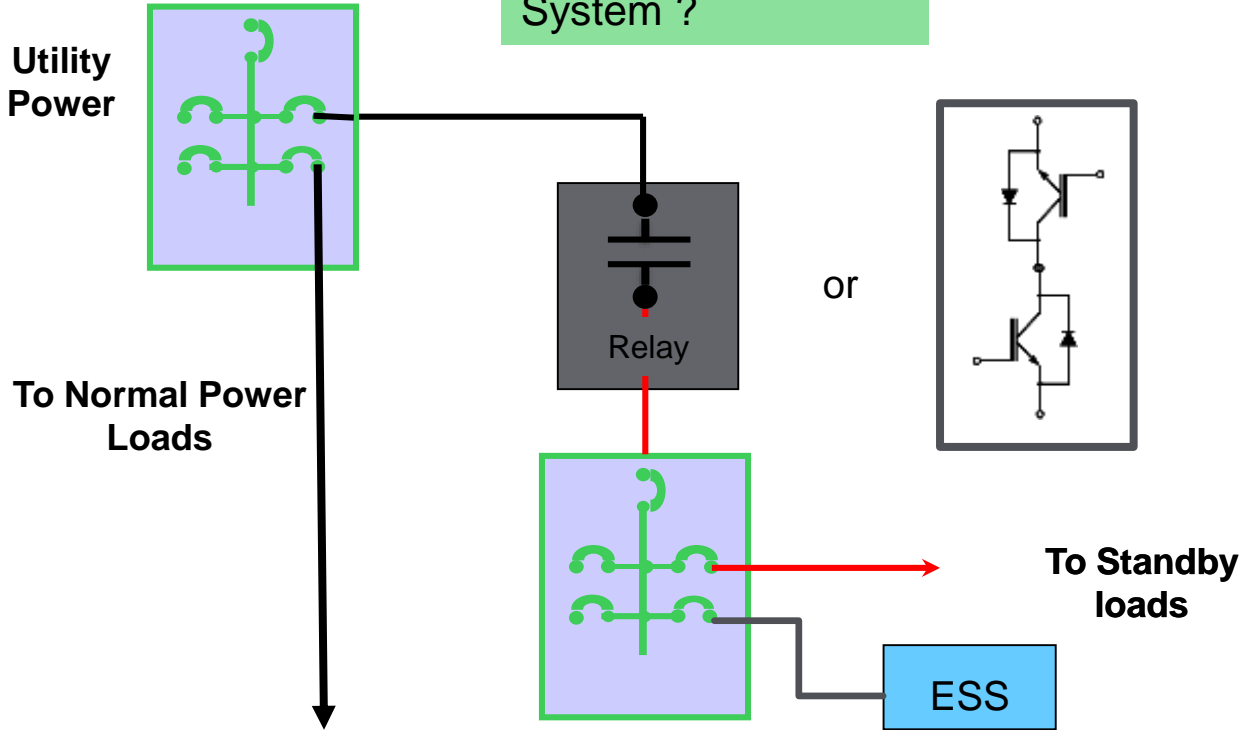 System ?
Utility
Power
Relay
or
To Normal Power
Loads
To Standby
loads
ESS